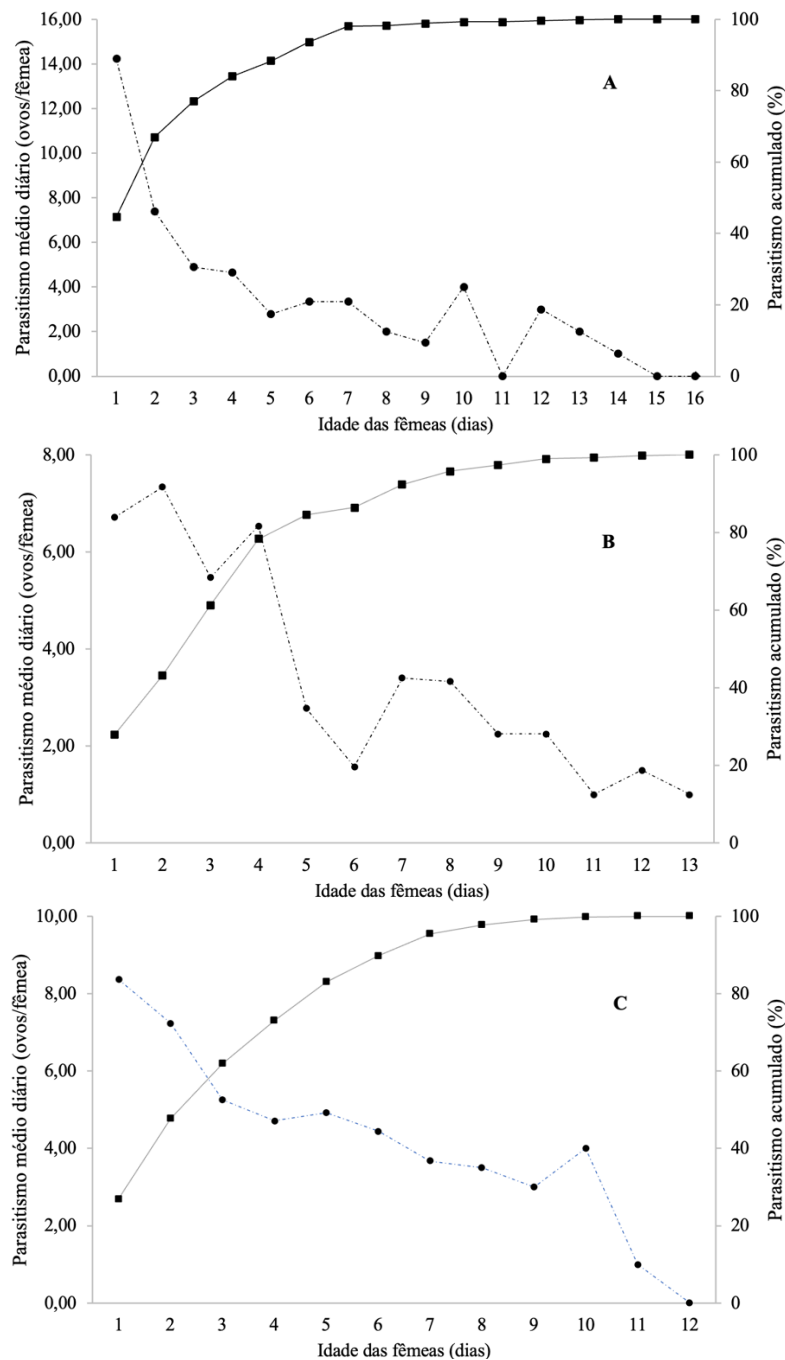 Parasitismo médio diário (ovos/fêmea)
16,00
14,00
12,00
10,00
8,00
6,00
4,00
2,00
0,00
A
100
80
60
40
20
0
Parasitismo acumulado (%)
1 2 3 4 5 6 7 8 9 10 11 12 13 14 15 16
Idade das fêmeas (dias)
Parasitismo médio diário (ovos/fêmea)
8,00
6,00
4,00
2,00
0,00
B
100
80
60
40
20
0
Parasitismo acumulado (%)
1 2 3 4 5 6 7 8 9 10 11 12 13
Idade das fêmeas (dias)
Parasitismo médio diário (ovos/fêmea)
10,00
8,00
6,00
4,00
2,00
0,00
C
100
80
60
40
20
0
Parasitismo acumulado (%)
1 2 3 4 5 6 7 8 9 10 11 12
Idade das fêmeas (dias)